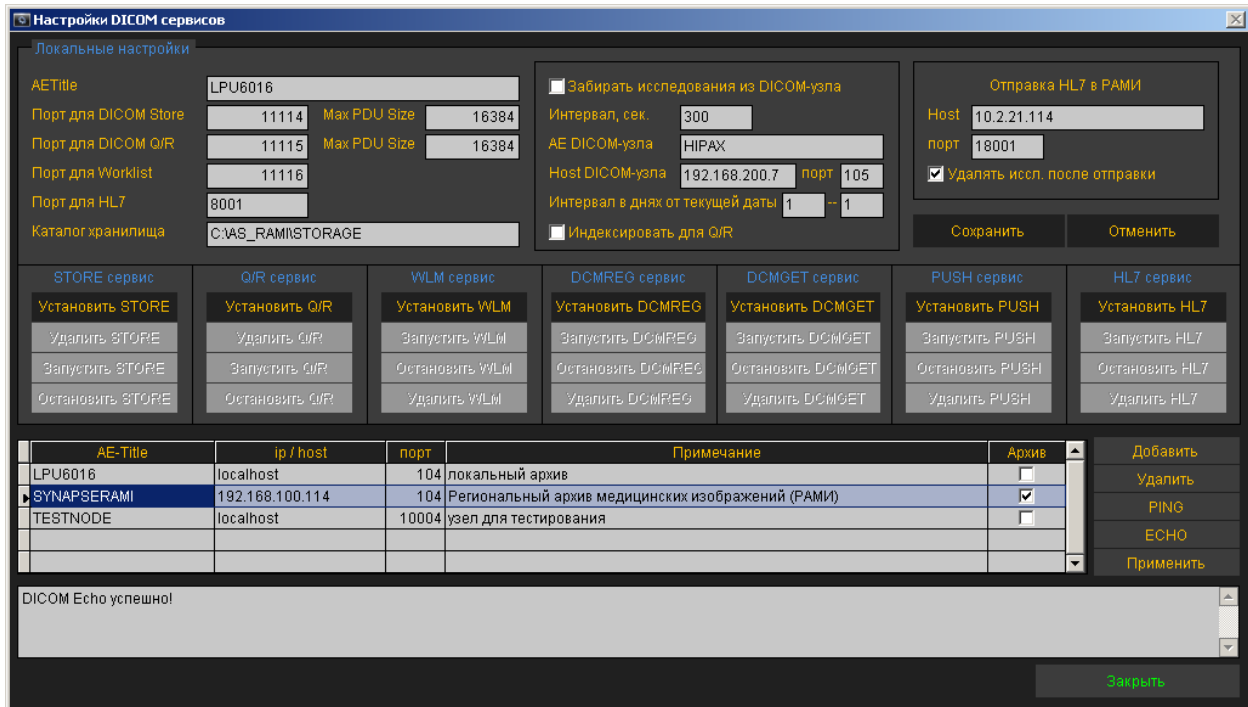 Настройки DICOM сервисов
Локальные настройки
AETitle LPU6016
Порт для DICOM Store 11114 Max PDU Size 16384
Порт для DICOM Q/R 11115 Max PDU Size 16384
Порт для Worklist 11116
Порт для HL7 8001
Каталог хранилища C:\AS_RAMI\STORAGE
Забирать исследования из DICOM-узла
Интервал, сек. 300
AE DICOM-узла HIPAX
Host DICOM-узла 192.168.200.7 порт 105
Интервал в днях от текущей даты 1 -- 1
Индексировать для Q/R
Отправка HL7 в РАМИ
Host 10.2.21.114
порт 18001
Удалять иссл. после отправки
Сохранить Отменить
STORE сервис Q/R сервис WLM сервис DCMREG сервис DCMGET сервис PUSH сервис HL7 сервис
Установить STORE Установить Q/R Установить WLM Установить DCMREG Установить DCMGET Установить PUSH Установить HL7
Удалить STORE Удалить Q/R Запустить WLM Запустить DCMREG Запустить DCMGET Запустить PUSH Запустить HL7
Запустить STORE Запустить Q/R Остановить WLM Остановить DCMREG Остановить DCMGET Остановить PUSH Остановить HL7
Остановить STORE Остановить Q/R Удалить WLM Удалить DCMREG Удалить DCMGET Удалить PUSH Удалить HL7
AE-Title ip / host порт Примечание Архив
LPU6016 localhost 104 локальный архив
SYNAPSERAMI 192.168.100.114 104 Региональный архив медицинских изображений (РАМИ)
TESTNODE localhost 10004 узел для тестирования
Добавить
Удалить
PING
ECHO
Применить
DICOM Echo успешно!
Закрыть